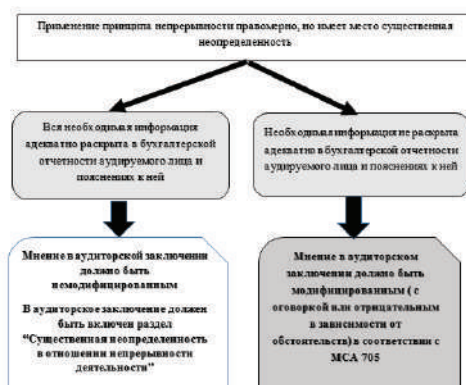 Применение принципа непрерывности правомерно, но имеет место существенная
неопределенность
Вся необходимая информация
адекватно раскрыта в бухгалтерской
отчетности аудируемого лица и
пояснениях к ней
Необходимая информация не раскрыта
адекватно в бухгалтерской отчетности
аудируемого лица и пояснениях к ней
Мнение в аудиторской заключении
должно быть
немодифицированным
В аудиторское заключение должен
быть включен раздел
“Существенная неопределенность
в отношении непрерывности
деятельности”
Мнение в аудиторском
заключении должно быть
модифицированным ( с
оговоркой или отрицательным
в зависимости от
обстоятельств) в соответствии с
МСА 705